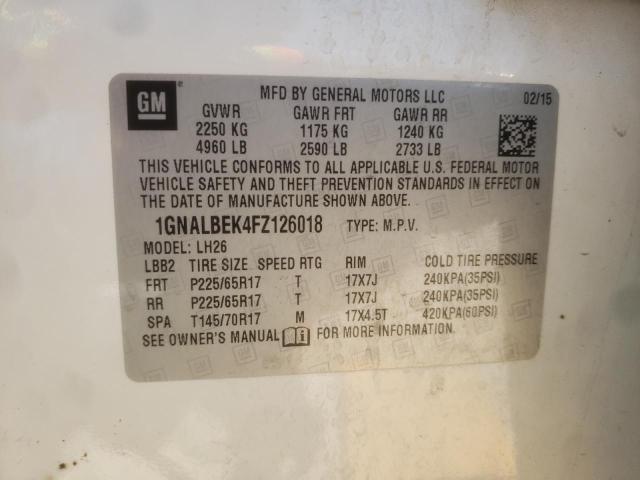 GM
MFD BY GENERAL MOTORS LLC 02/15
GVWR GAWR FRT GAWR RR
2250 KG 1175 KG 1240 KG
4960 LB 2590 LB 2733 LB
THIS VEHICLE CONFORMS TO ALL APPLICABLE U.S. FEDERAL MOTOR
VEHICLE SAFETY AND THEFT PREVENTION STANDARDS IN EFFECT ON
THE DATE OF MANUFACTURE SHOWN ABOVE.
1GNALBEK4FZ126018 TYPE: M.P.V.
MODEL: LH26
LBB2 TIRE SIZE SPEED RTG RIM COLD TIRE PRESSURE
FRT P225/65R17 T 17X7J 240KPA(35PSI)
RR P225/65R17 T 17X7J 240KPA(35PSI)
SPA T145/70R17 M 17X4.5T 420KPA(60PSI)
SEE OWNER'S MANUAL i FOR MORE INFORMATION.